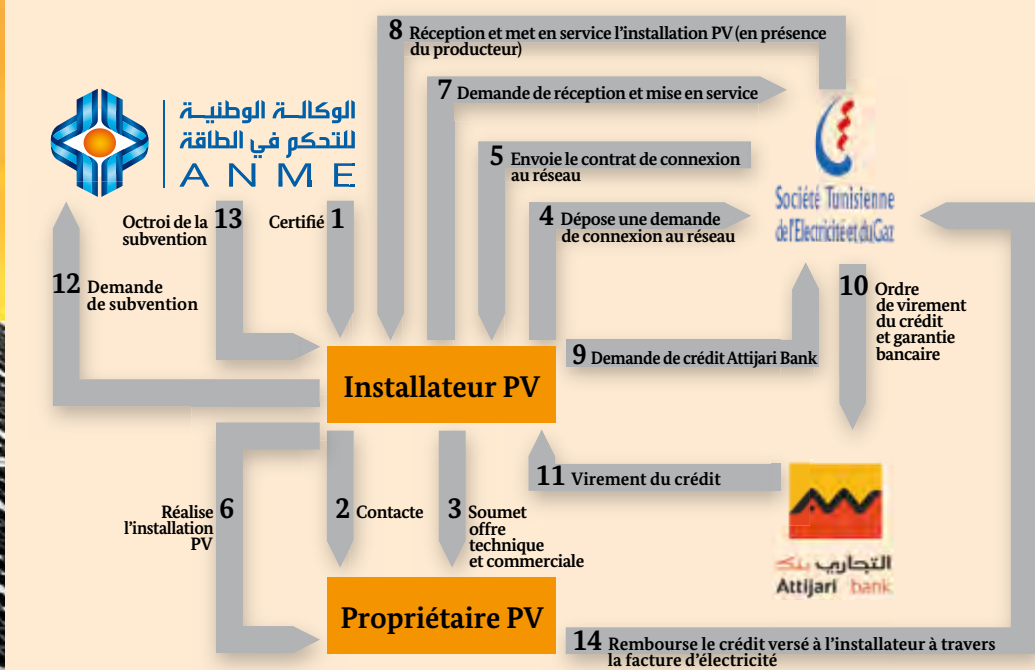 8 Réception et met en service l'installation PV (en présence
du producteur)
7 Demande de réception et mise en service
الوكالـة الوطنيـة
للتحكم في الطاقة
ANME
5 Envoie le contrat de connexion
au réseau
Société Tunisienne
de l'Electricité et du Gaz
Octroi de la 13
subvention
Certifié 1
4 Dépose une demande
de connexion au réseau
12 Demande
de subvention
10 Ordre
de virement
du crédit
et garantie
bancaire
9 Demande de crédit Attijari Bank
Installateur PV
11 Virement du crédit
Réalise 6
l'installation
PV
2 Contacte
3 Soumet
offre
technique
et commerciale
التجاري بنك
Attijari bank
Propriétaire PV
14 Rembourse le crédit versé à l'installateur à travers
la facture d'électricité